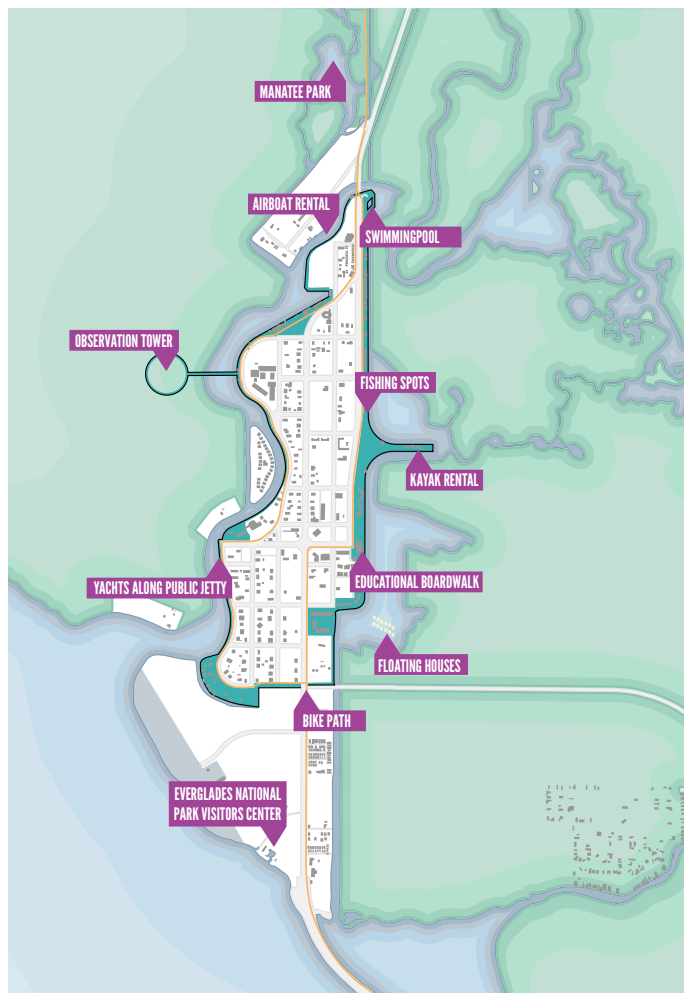 MANATEE PARK
AIRBOAT RENTAL
SWIMMINGPOOL
OBSERVATION TOWER
FISHING SPOTS
KAYAK RENTAL
YACHTS ALONG PUBLIC JETTY
EDUCATIONAL BOARDWALK
FLOATING HOUSES
BIKE PATH
EVERGLADES NATIONAL
PARK VISITORS CENTER